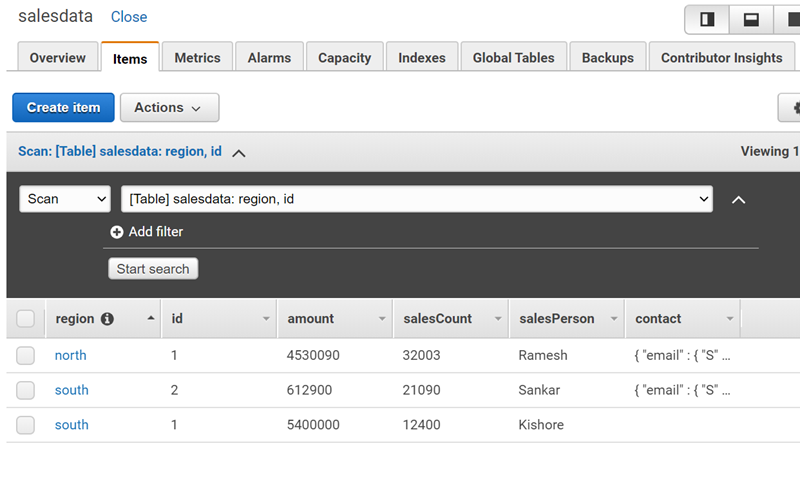 salesdata Close
Overview Items Metrics Alarms Capacity Indexes Global Tables Backups Contributor Insights
Create item Actions
Scan: [Table] salesdata: region, id Viewing 1
Scan [Table] salesdata: region, id
Add filter
Start search
region id amount salesCount salesPerson contact
north 1 4530090 32003 Ramesh { "email" : { "S" ...
south 2 612900 21090 Sankar { "email" : { "S" ...
south 1 5400000 12400 Kishore